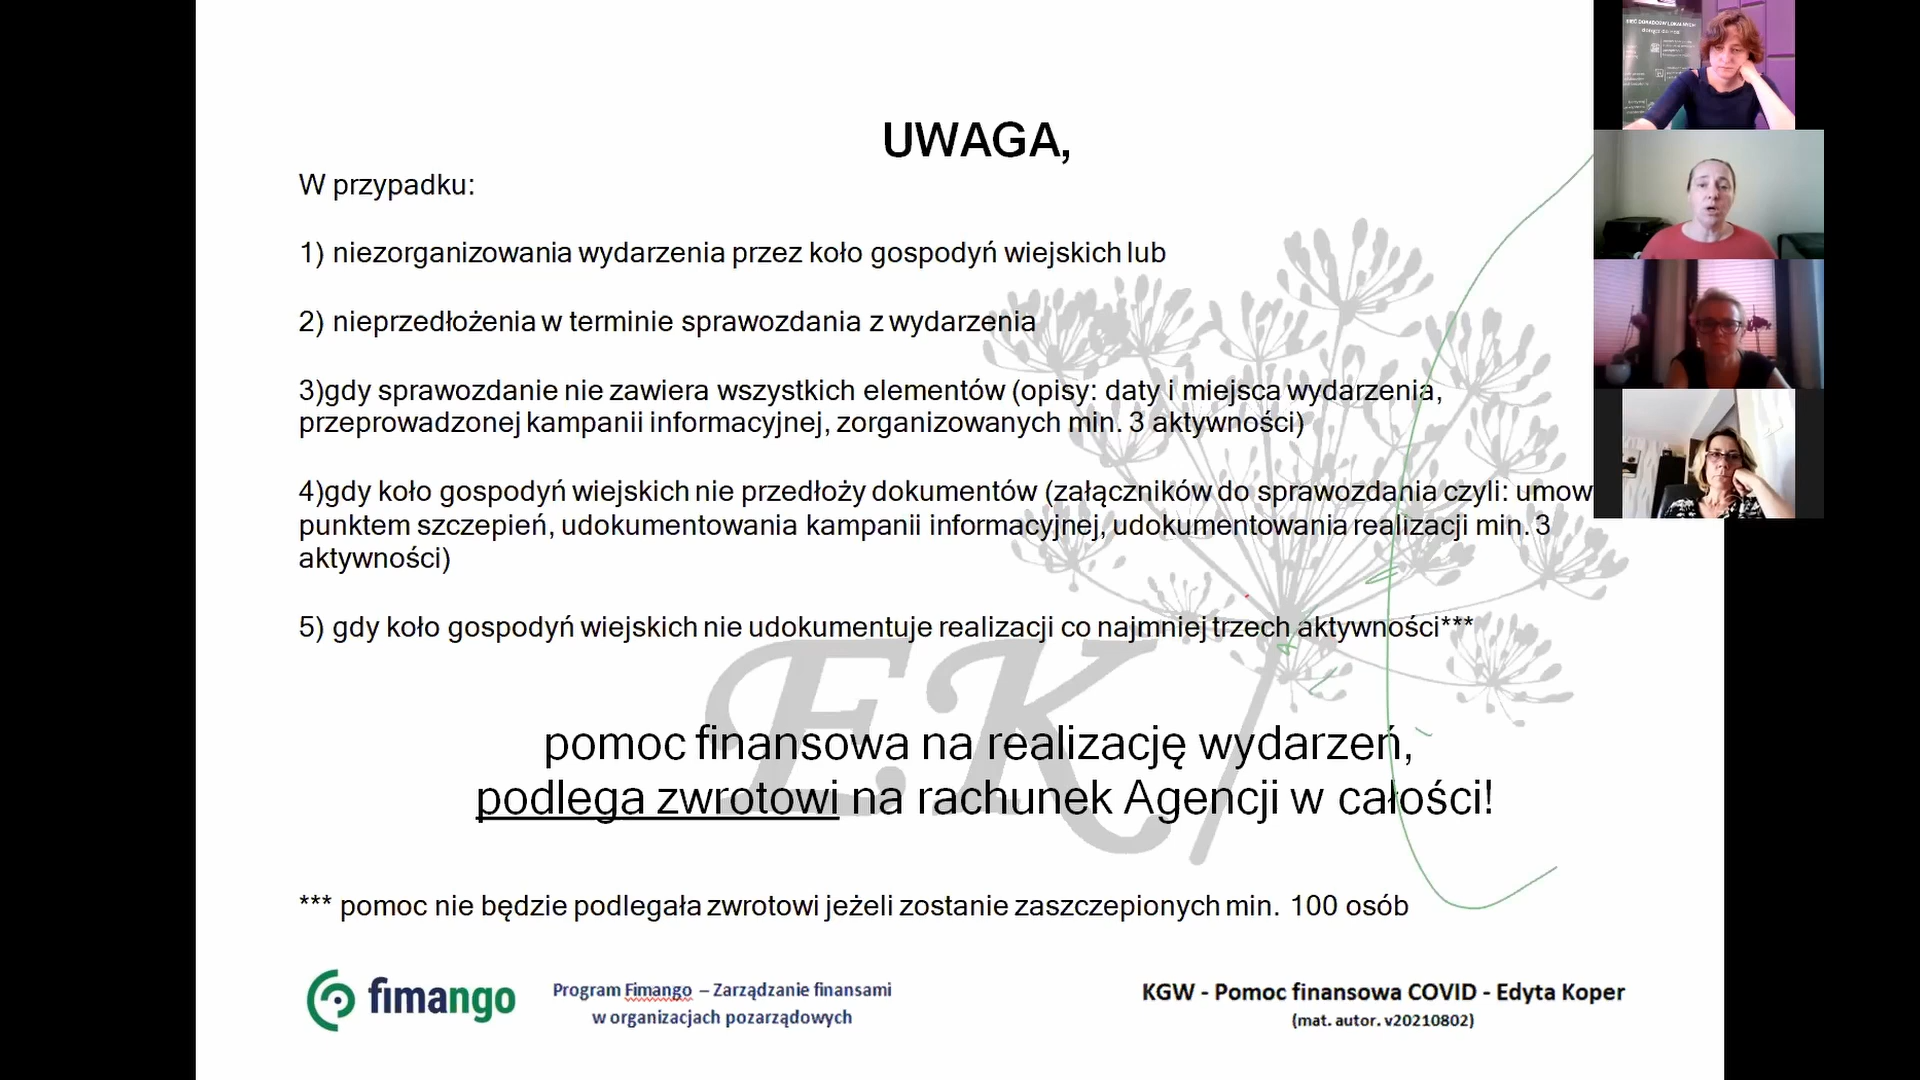 UWAGA,
W przypadku:
1) niezorganizowania wydarzenia przez koło gospodyń wiejskich lub
2) nieprzedłożenia w terminie sprawozdania z wydarzenia
3)gdy sprawozdanie nie zawiera wszystkich elementów (opisy: daty i miejsca wydarzenia,
przeprowadzonej kampanii informacyjnej, zorganizowanych min. 3 aktywności)
4)gdy koło gospodyń wiejskich nie przedłoży dokumentów (załączników do sprawozdania czyli: umow
punktem szczepień, udokumentowania kampanii informacyjnej, udokumentowania realizacji min. 3
aktywności)
5) gdy koło gospodyń wiejskich nie udokumentuje realizacji co najmniej trzech aktywności***
EK
pomoc finansowa na realizację wydarzeń,
podlega zwrotowi na rachunek Agencji w całości!
*** pomoc nie będzie podlegała zwrotowi jeżeli zostanie zaszczepionych min. 100 osób
fimango
Program Fimango – Zarządzanie finansami
w organizacjach pozarządowych
KGW - Pomoc finansowa COVID - Edyta Koper
(mat. autor. v20210802)